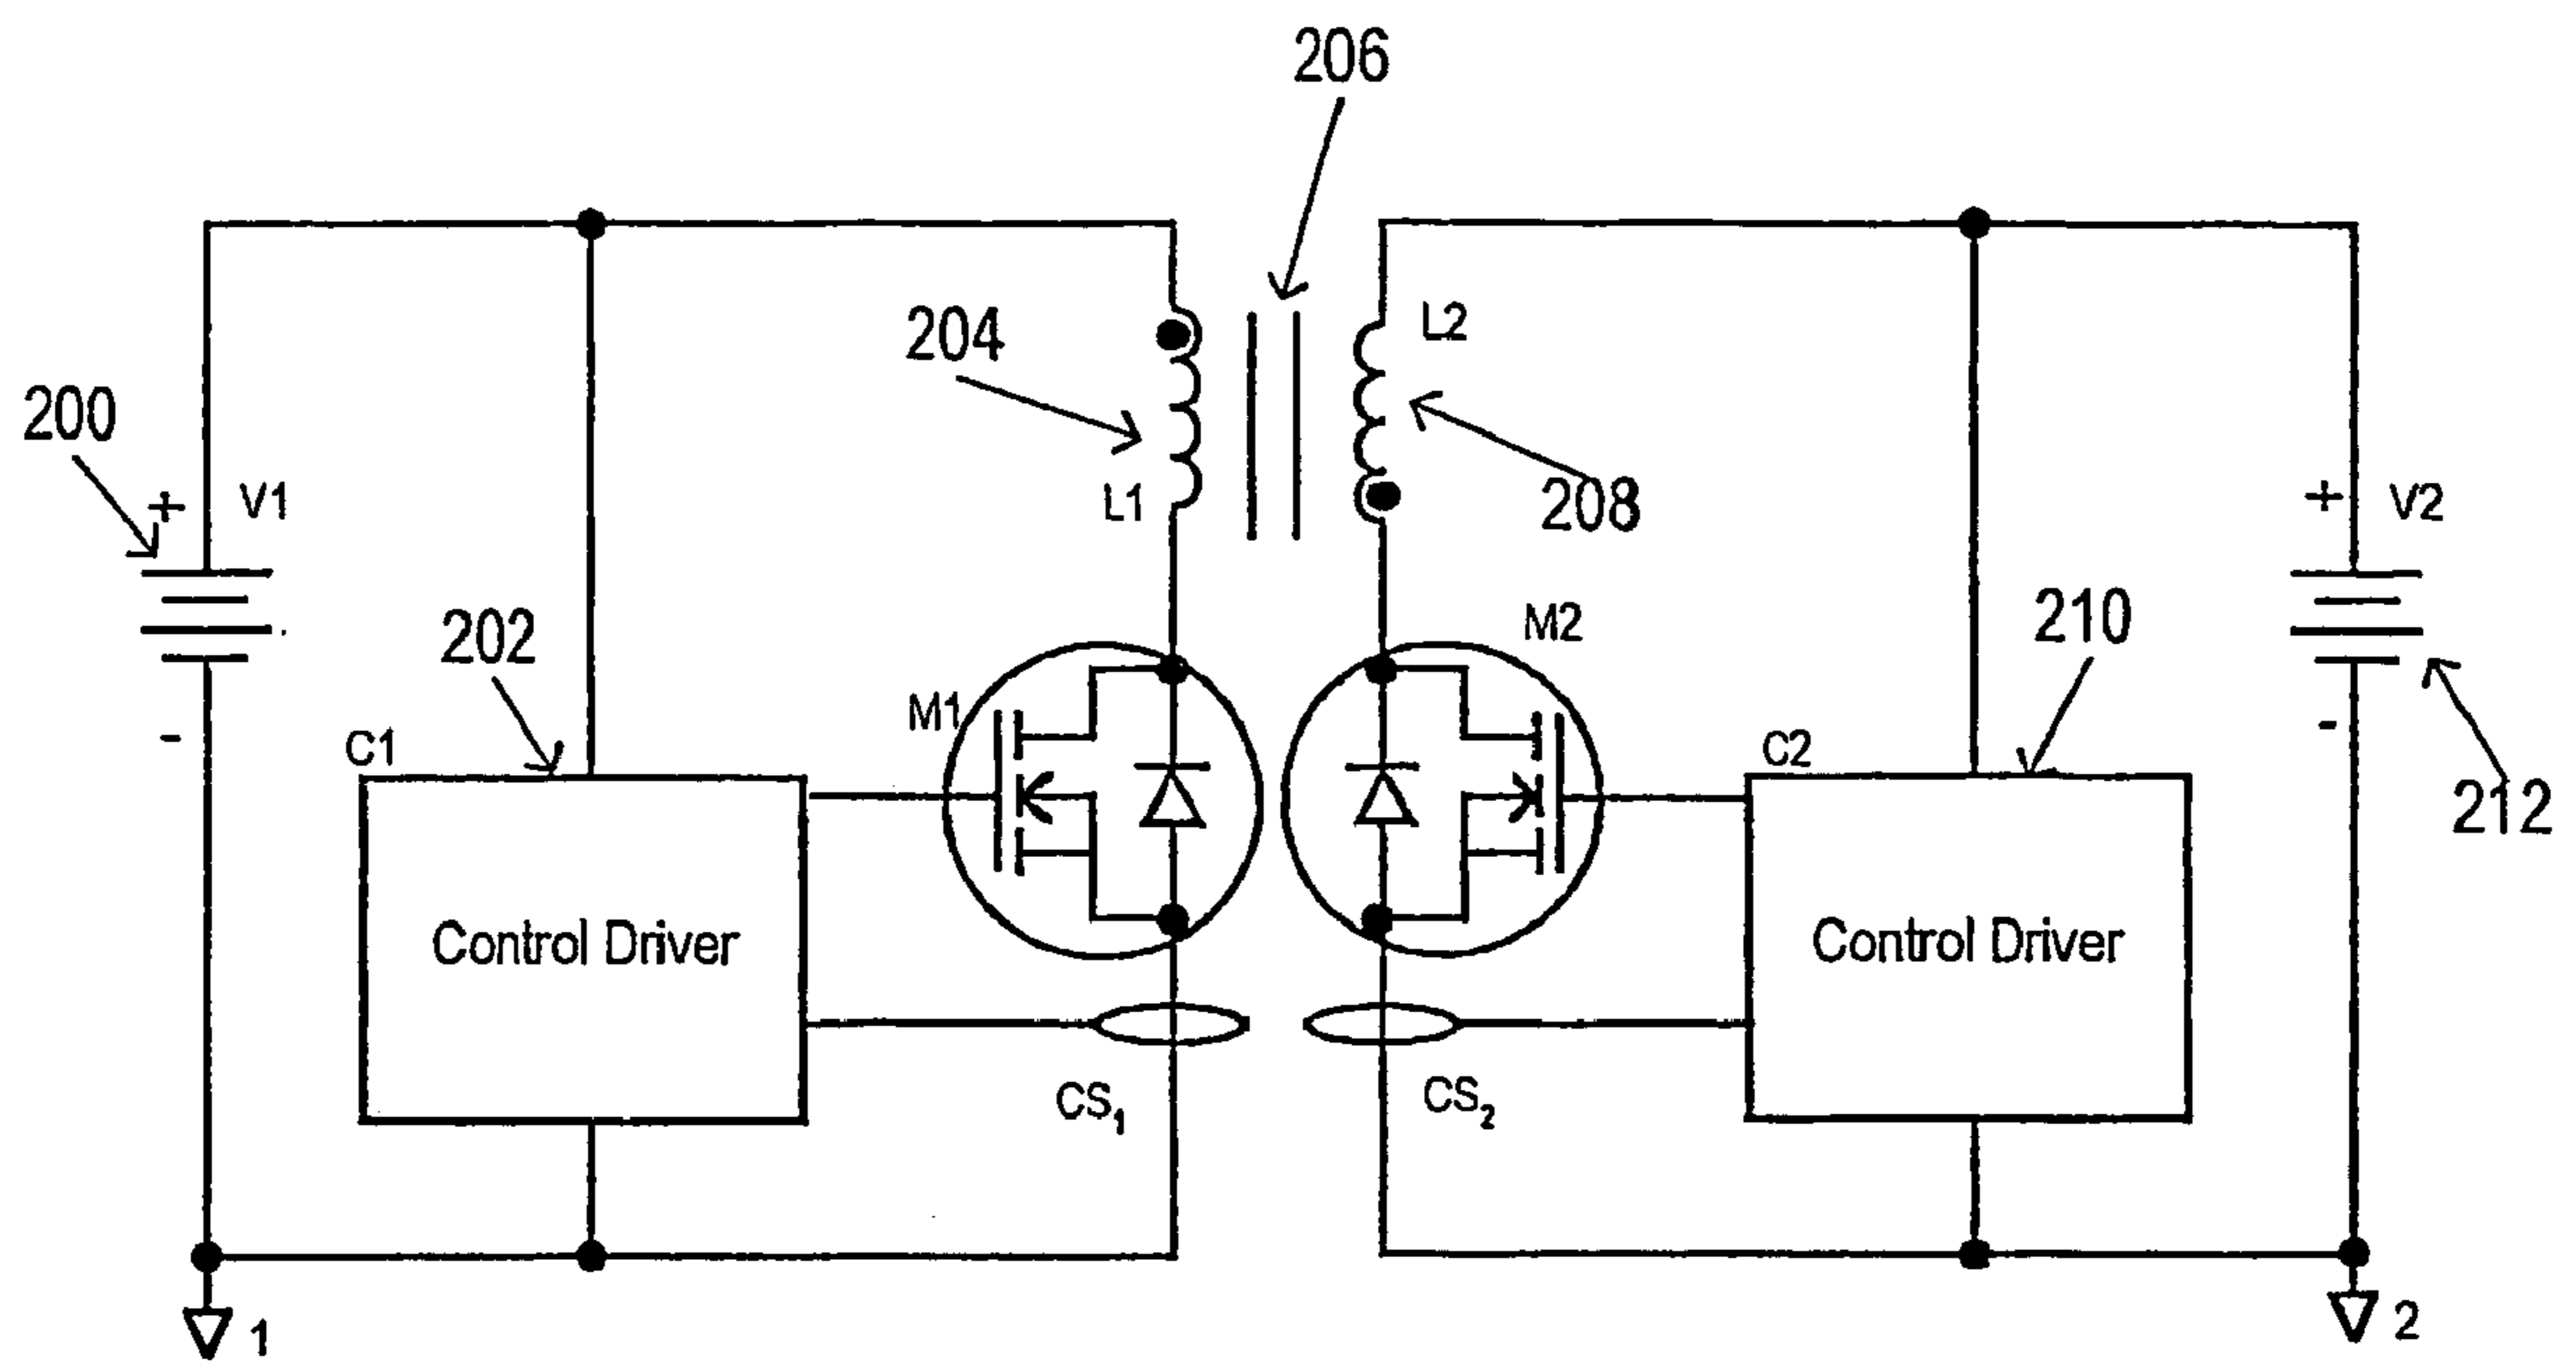 206
204
L2
200
208
+
V1
L1
+
V2
202
M2
210
M1
-
C1
-
C2
212
Control Driver
Control Driver
CS₁
CS₂
1
2